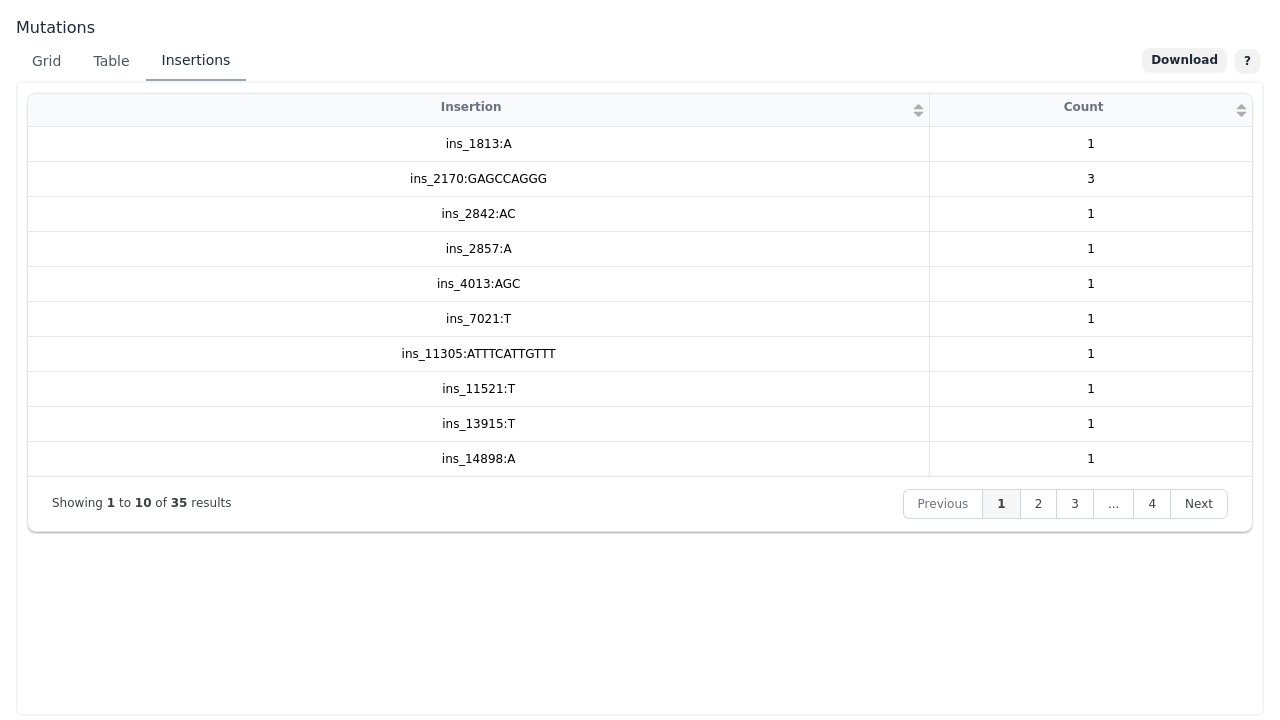 Mutations
Grid Table Insertions Download ?
Insertion Count
ins_1813:A 1
ins_2170:GAGCCAGGG 3
ins_2842:AC 1
ins_2857:A 1
ins_4013:AGC 1
ins_7021:T 1
ins_11305:ATTTCATTGTTT 1
ins_11521:T 1
ins_13915:T 1
ins_14898:A 1
Showing 1 to 10 of 35 results Previous 1 2 3 ... 4 Next